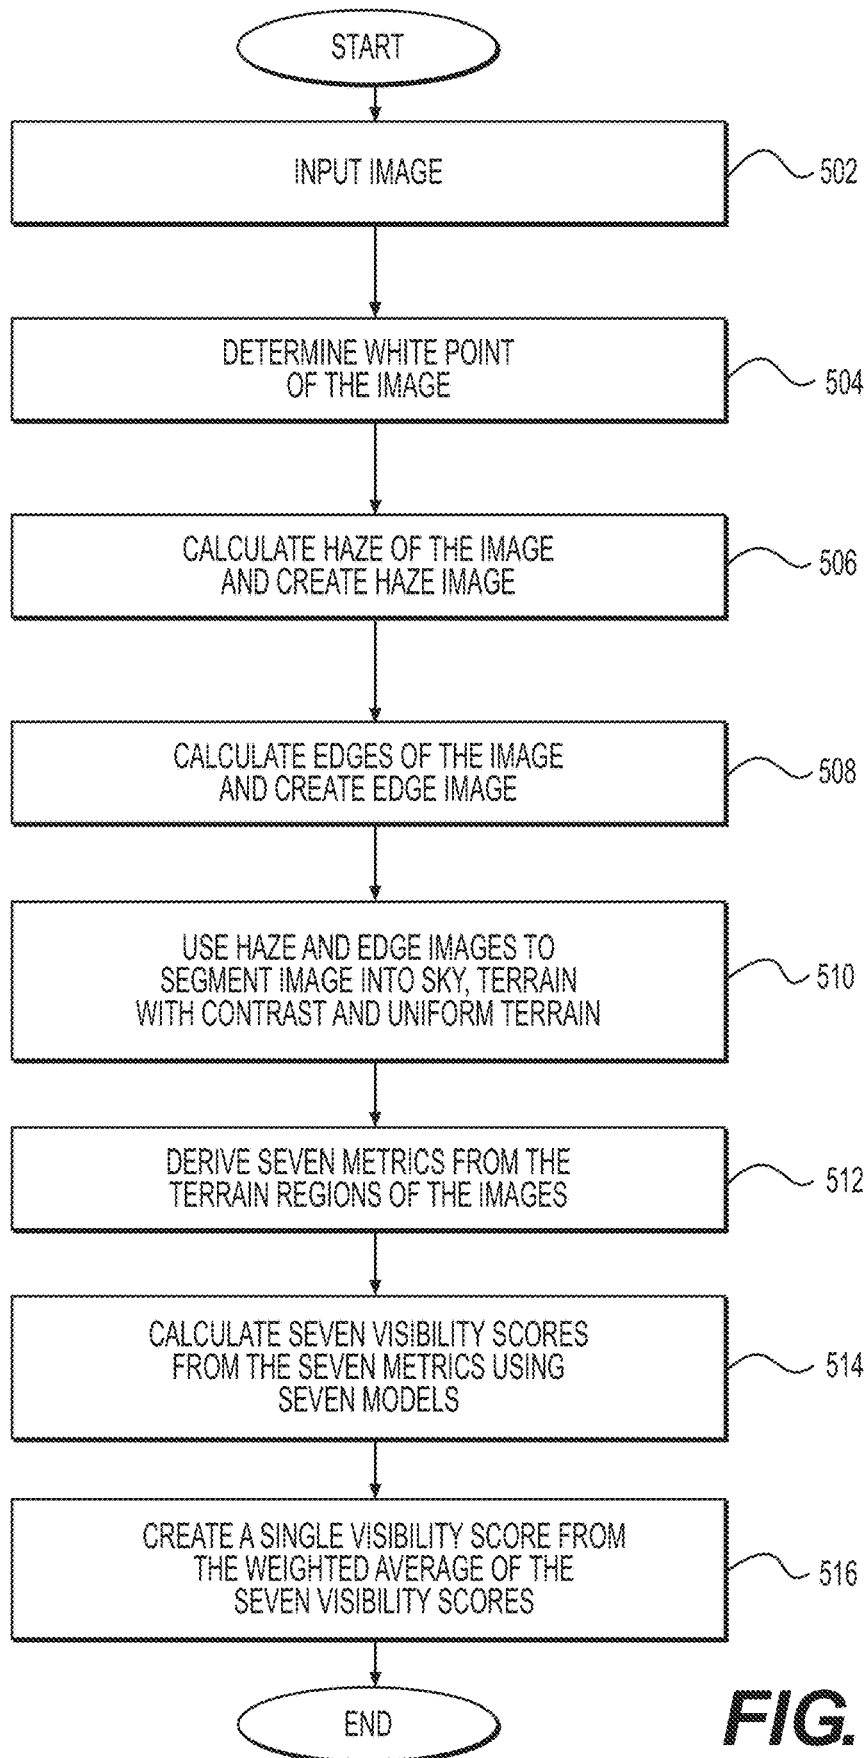 START
INPUT IMAGE
502
DETERMINE WHITE POINT
OF THE IMAGE
504
CALCULATE HAZE OF THE IMAGE
AND CREATE HAZE IMAGE
506
CALCULATE EDGES OF THE IMAGE
AND CREATE EDGE IMAGE
508
USE HAZE AND EDGE IMAGES TO
SEGMENT IMAGE INTO SKY, TERRAIN
WITH CONTRAST AND UNIFORM TERRAIN
510
DERIVE SEVEN METRICS FROM THE
TERRAIN REGIONS OF THE IMAGES
512
CALCULATE SEVEN VISIBILITY SCORES
FROM THE SEVEN METRICS USING
SEVEN MODELS
514
CREATE A SINGLE VISIBILITY SCORE FROM
THE WEIGHTED AVERAGE OF THE
SEVEN VISIBILITY SCORES
516
END
FIG.